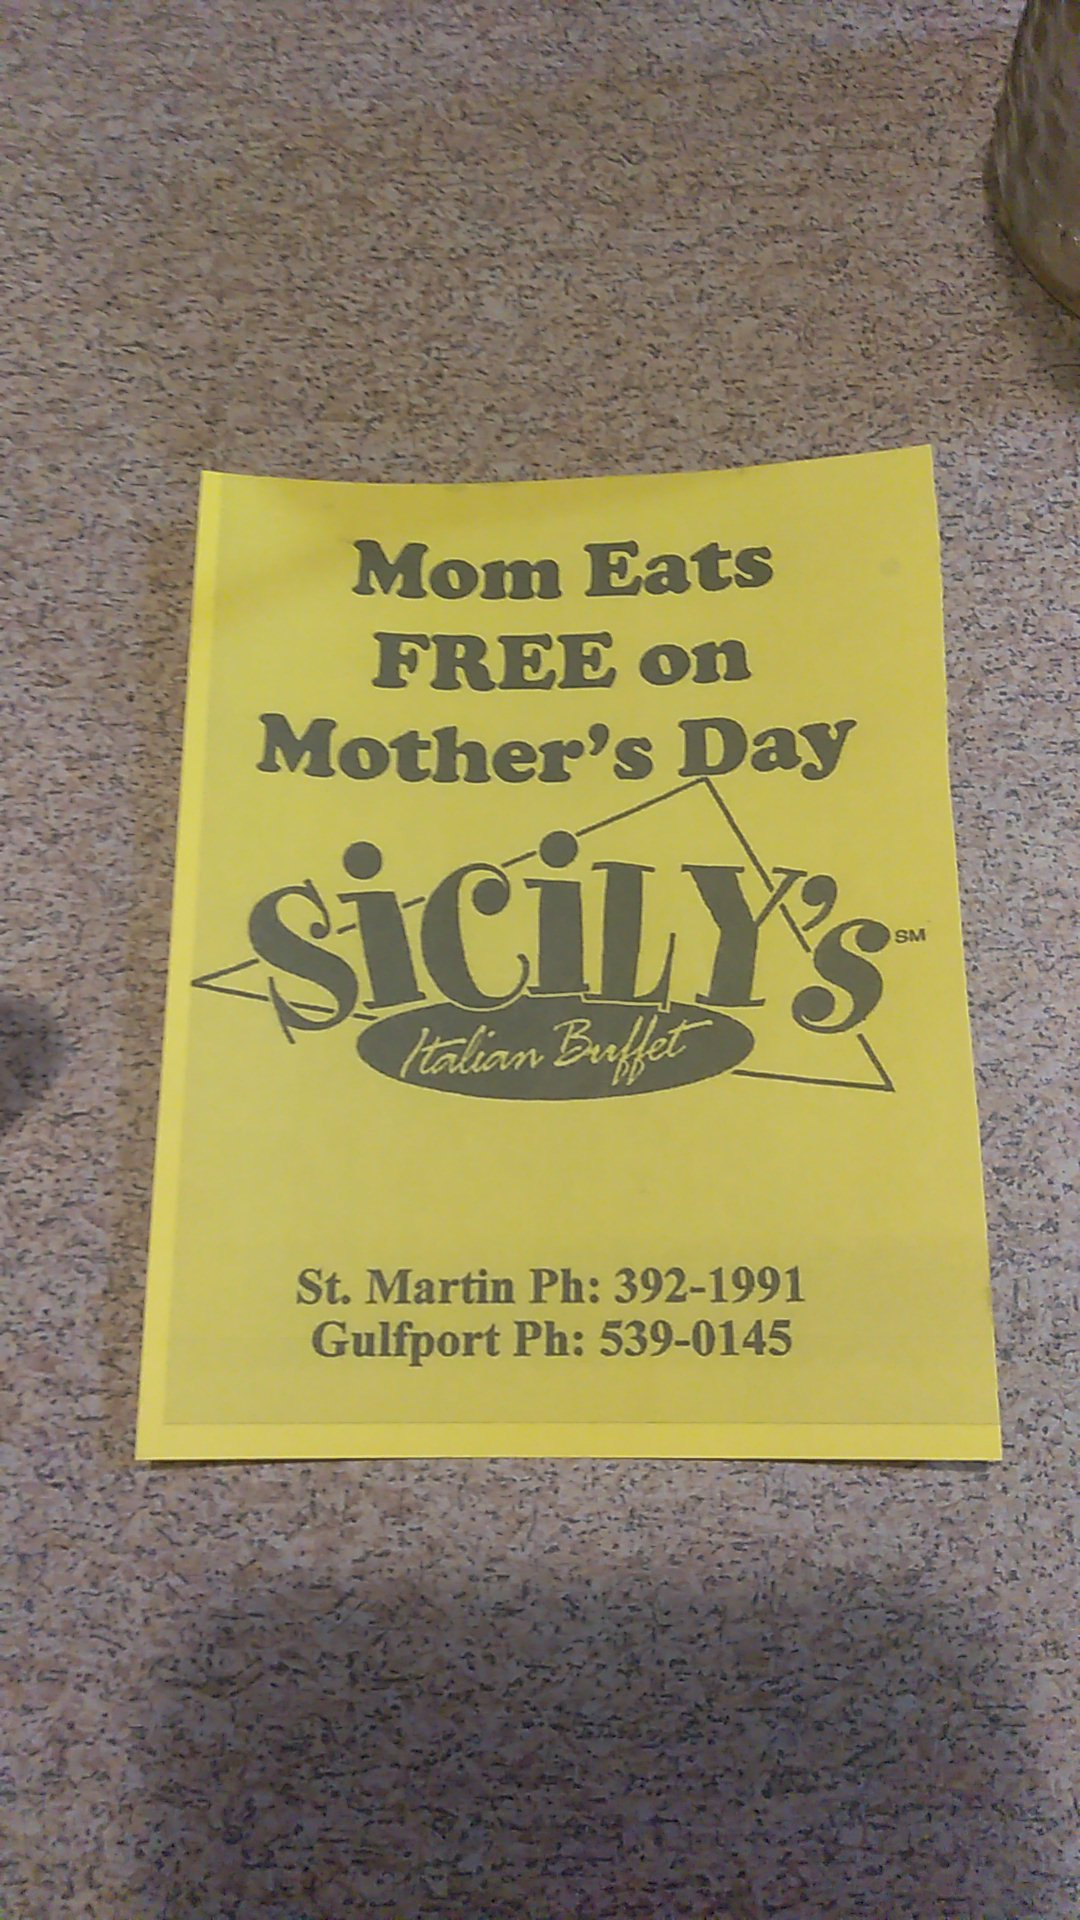 Mom Eats
FREE on
Mother's Day
SiCiLY's SM
Italian Buffet
St. Martin Ph: 392-1991
Gulfport Ph: 539-0145